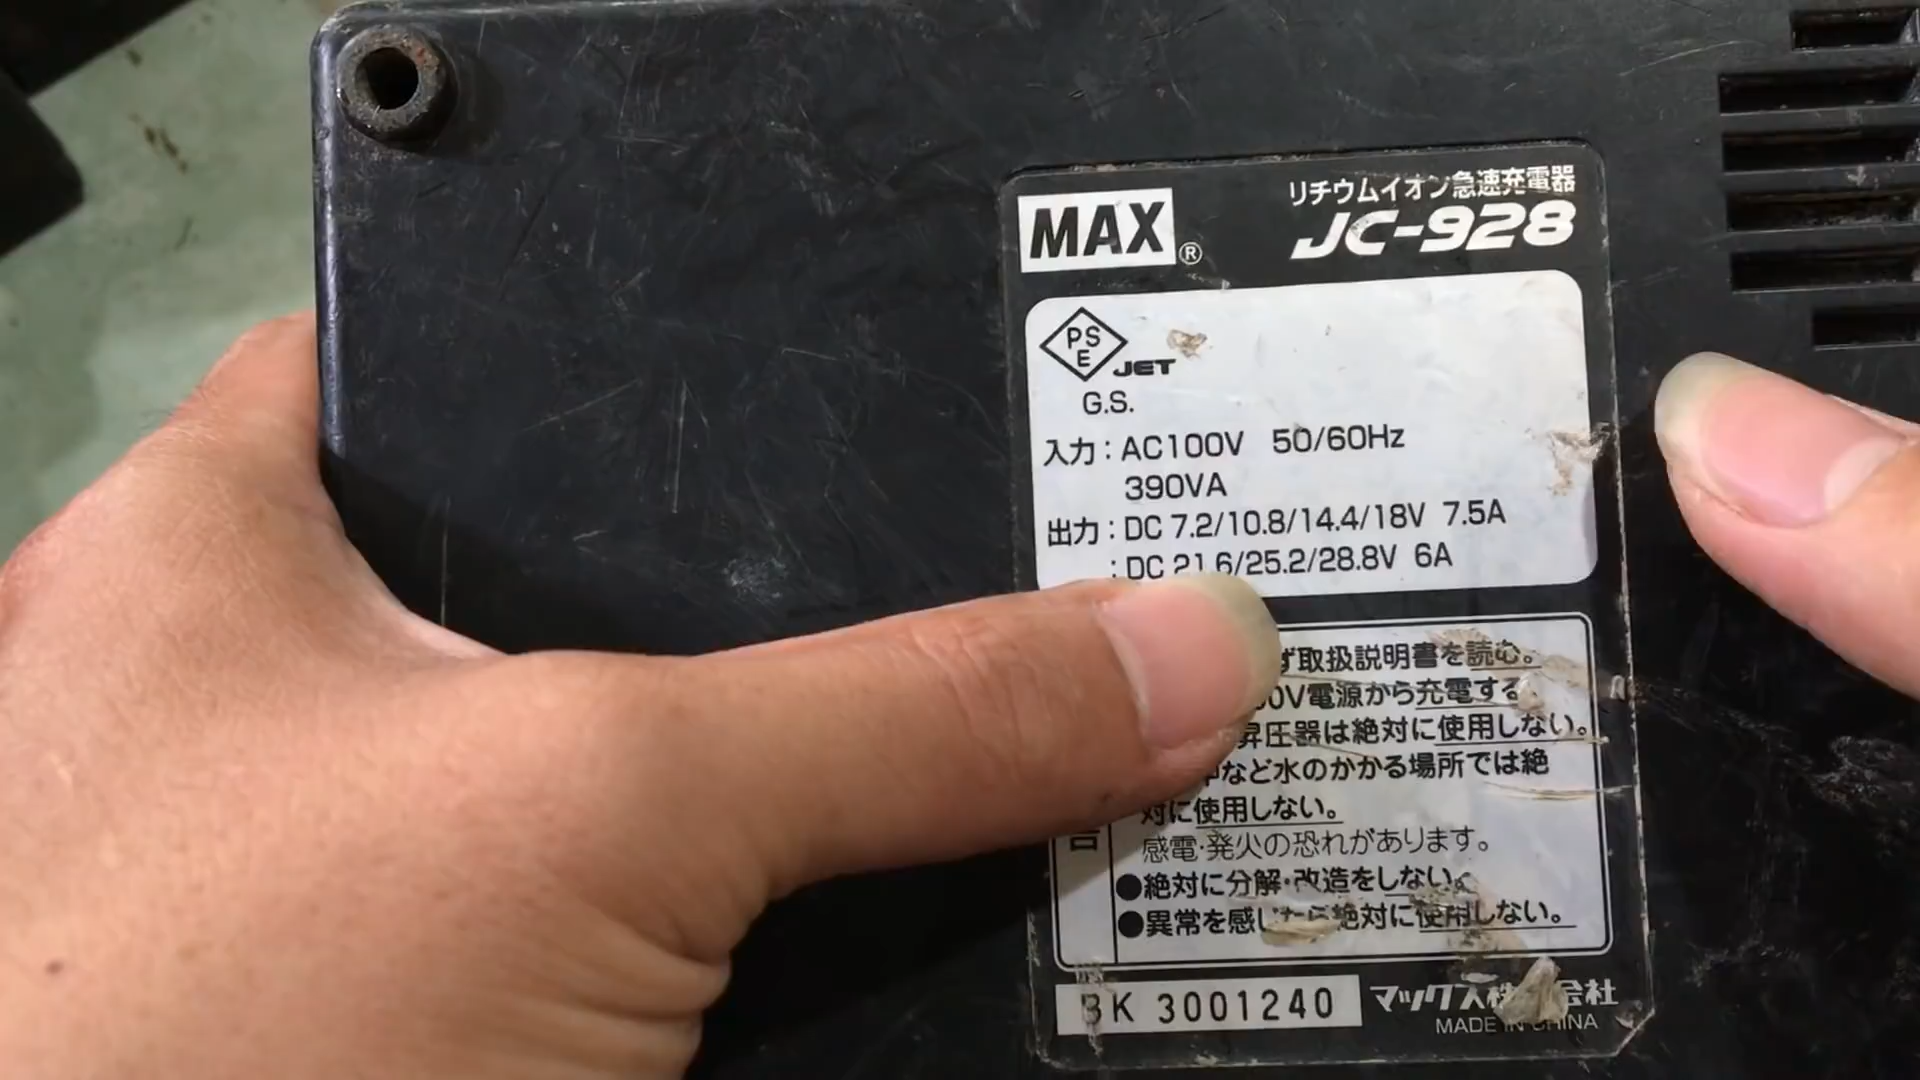 MAX®
リチウムイオン急速充電器
JC-928
PS
E
JET
G.S.
入力:AC100V 50/60Hz
390VA
出力:DC 7.2/10.8/14.4/18V 7.5A
:DC 21.6/25.2/28.8V 6A
ず取扱説明書を読む。
0V電源から充電する
昇圧器は絶対に使用しない。
など水のかかる場所では絶
対に使用しない。
感電・発火の恐れがあります。
●絶対に分解・改造をしない。
●異常を感じたら絶対に使用しない。
BK 3001240
マックス株式会社
MADE IN CHINA